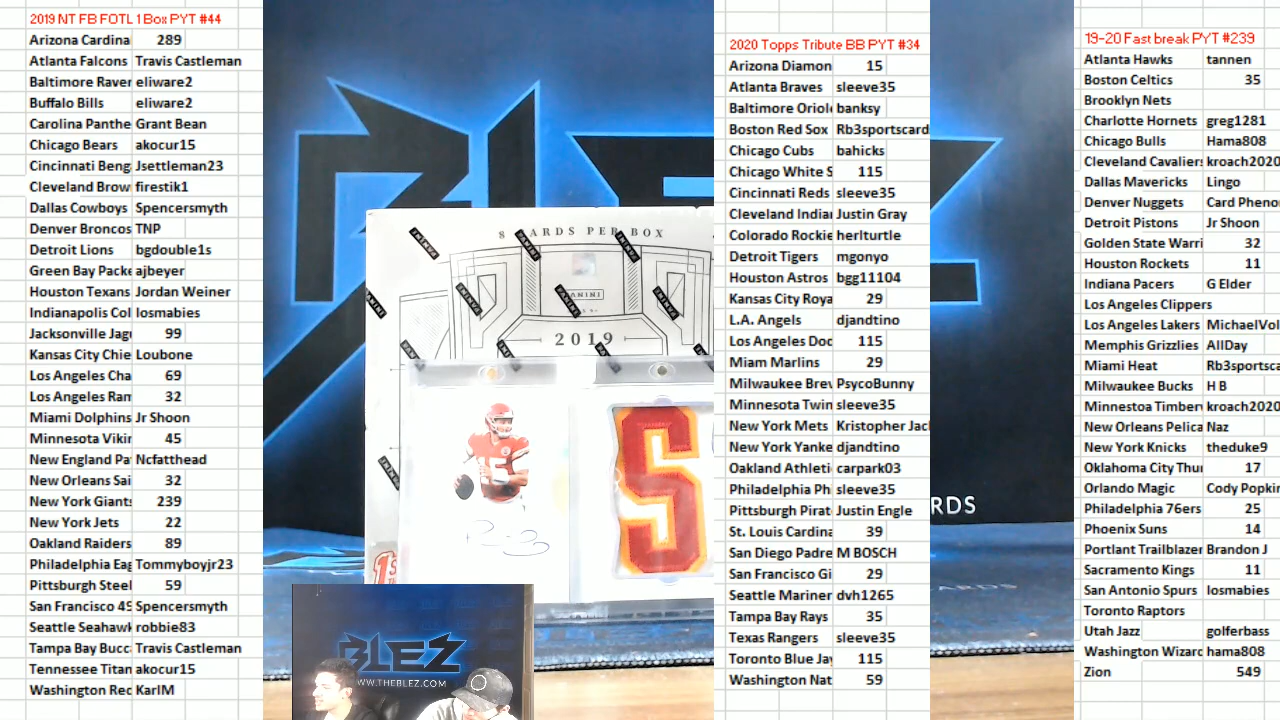 2019 NT FB FOTL 1 Box PYT #44
Arizona Cardina 289
Atlanta Falcons Travis Castleman
Baltimore Raver eliware2
Buffalo Bills eliware2
Carolina Panthe Grant Bean
Chicago Bears akocur15
Cincinnati Beng Jsettleman23
Cleveland Brow firestik1
Dallas Cowboys Spencersmyth
Denver Broncos TNP
Detroit Lions bgdouble1s
Green Bay Packe ajbeyer
Houston Texans Jordan Weiner
Indianapolis Col losmabies
Jacksonville Jagu 99
Kansas City Chie Loubone
Los Angeles Cha 69
Los Angeles Ram 32
Miami Dolphins Jr Shoon
Minnesota Vikir 45
New England Pa Ncfatthead
New Orleans Sai 32
New York Giants 239
New York Jets 22
Oakland Raiders 89
Philadelphia Eag Tommyboyjr23
Pittsburgh Steel 59
San Francisco 49 Spencersmyth
Seattle Seahawk robbie83
Tampa Bay Bucc Travis Castleman
Tennessee Titan akocur15
Washington Rec KarlM
8 CARDS PER BOX
PANINI
2019
15
S
BLEZ
WWW.THEBLEZ.COM
2020 Topps Tribute BB PYT #34
Arizona Diamon 15
Atlanta Braves sleeve35
Baltimore Oriole banksy
Boston Red Sox Rb3sportscard
Chicago Cubs bahicks
Chicago White S 115
Cincinnati Reds sleeve35
Cleveland Indiar Justin Gray
Colorado Rockie herlturtle
Detroit Tigers mgonyo
Houston Astros bgg11104
Kansas City Roya 29
L.A. Angels djandtino
Los Angeles Doc 115
Miam Marlins 29
Milwaukee Brew PsycoBunny
Minnesota Twin sleeve35
New York Mets Kristopher Jacl
New York Yanke djandtino
Oakland Athleti carpark03
Philadelphia Ph sleeve35
Pittsburgh Pirat Justin Engle
St. Louis Cardina 39
San Diego Padre M BOSCH
San Francisco Gi 29
Seattle Mariner dvh1265
Tampa Bay Rays 35
Texas Rangers sleeve35
Toronto Blue Jay 115
Washington Nat 59
RDS
CARDS
19-20 Fast break PYT #239
Atlanta Hawks tannen
Boston Celtics 35
Brooklyn Nets
Charlotte Hornets greg1281
Chicago Bulls Hama808
Cleveland Cavaliers kroach2020
Dallas Mavericks Lingo
Denver Nuggets Card Pheno
Detroit Pistons Jr Shoon
Golden State Warri 32
Houston Rockets 11
Indiana Pacers G Elder
Los Angeles Clippers
Los Angeles Lakers MichaelVol
Memphis Grizzlies AllDay
Miami Heat Rb3sportsca
Milwaukee Bucks H B
Minnestoa Timberv kroach2020
New Orleans Pelica Naz
New York Knicks theduke9
Oklahoma City Thur 17
Orlando Magic Cody Popkin
Philadelphia 76ers 25
Phoenix Suns 14
Portlant Trailblazer Brandon J
Sacramento Kings 11
San Antonio Spurs losmabies
Toronto Raptors
Utah Jazz golferbass
Washington Wizard hama808
Zion 549